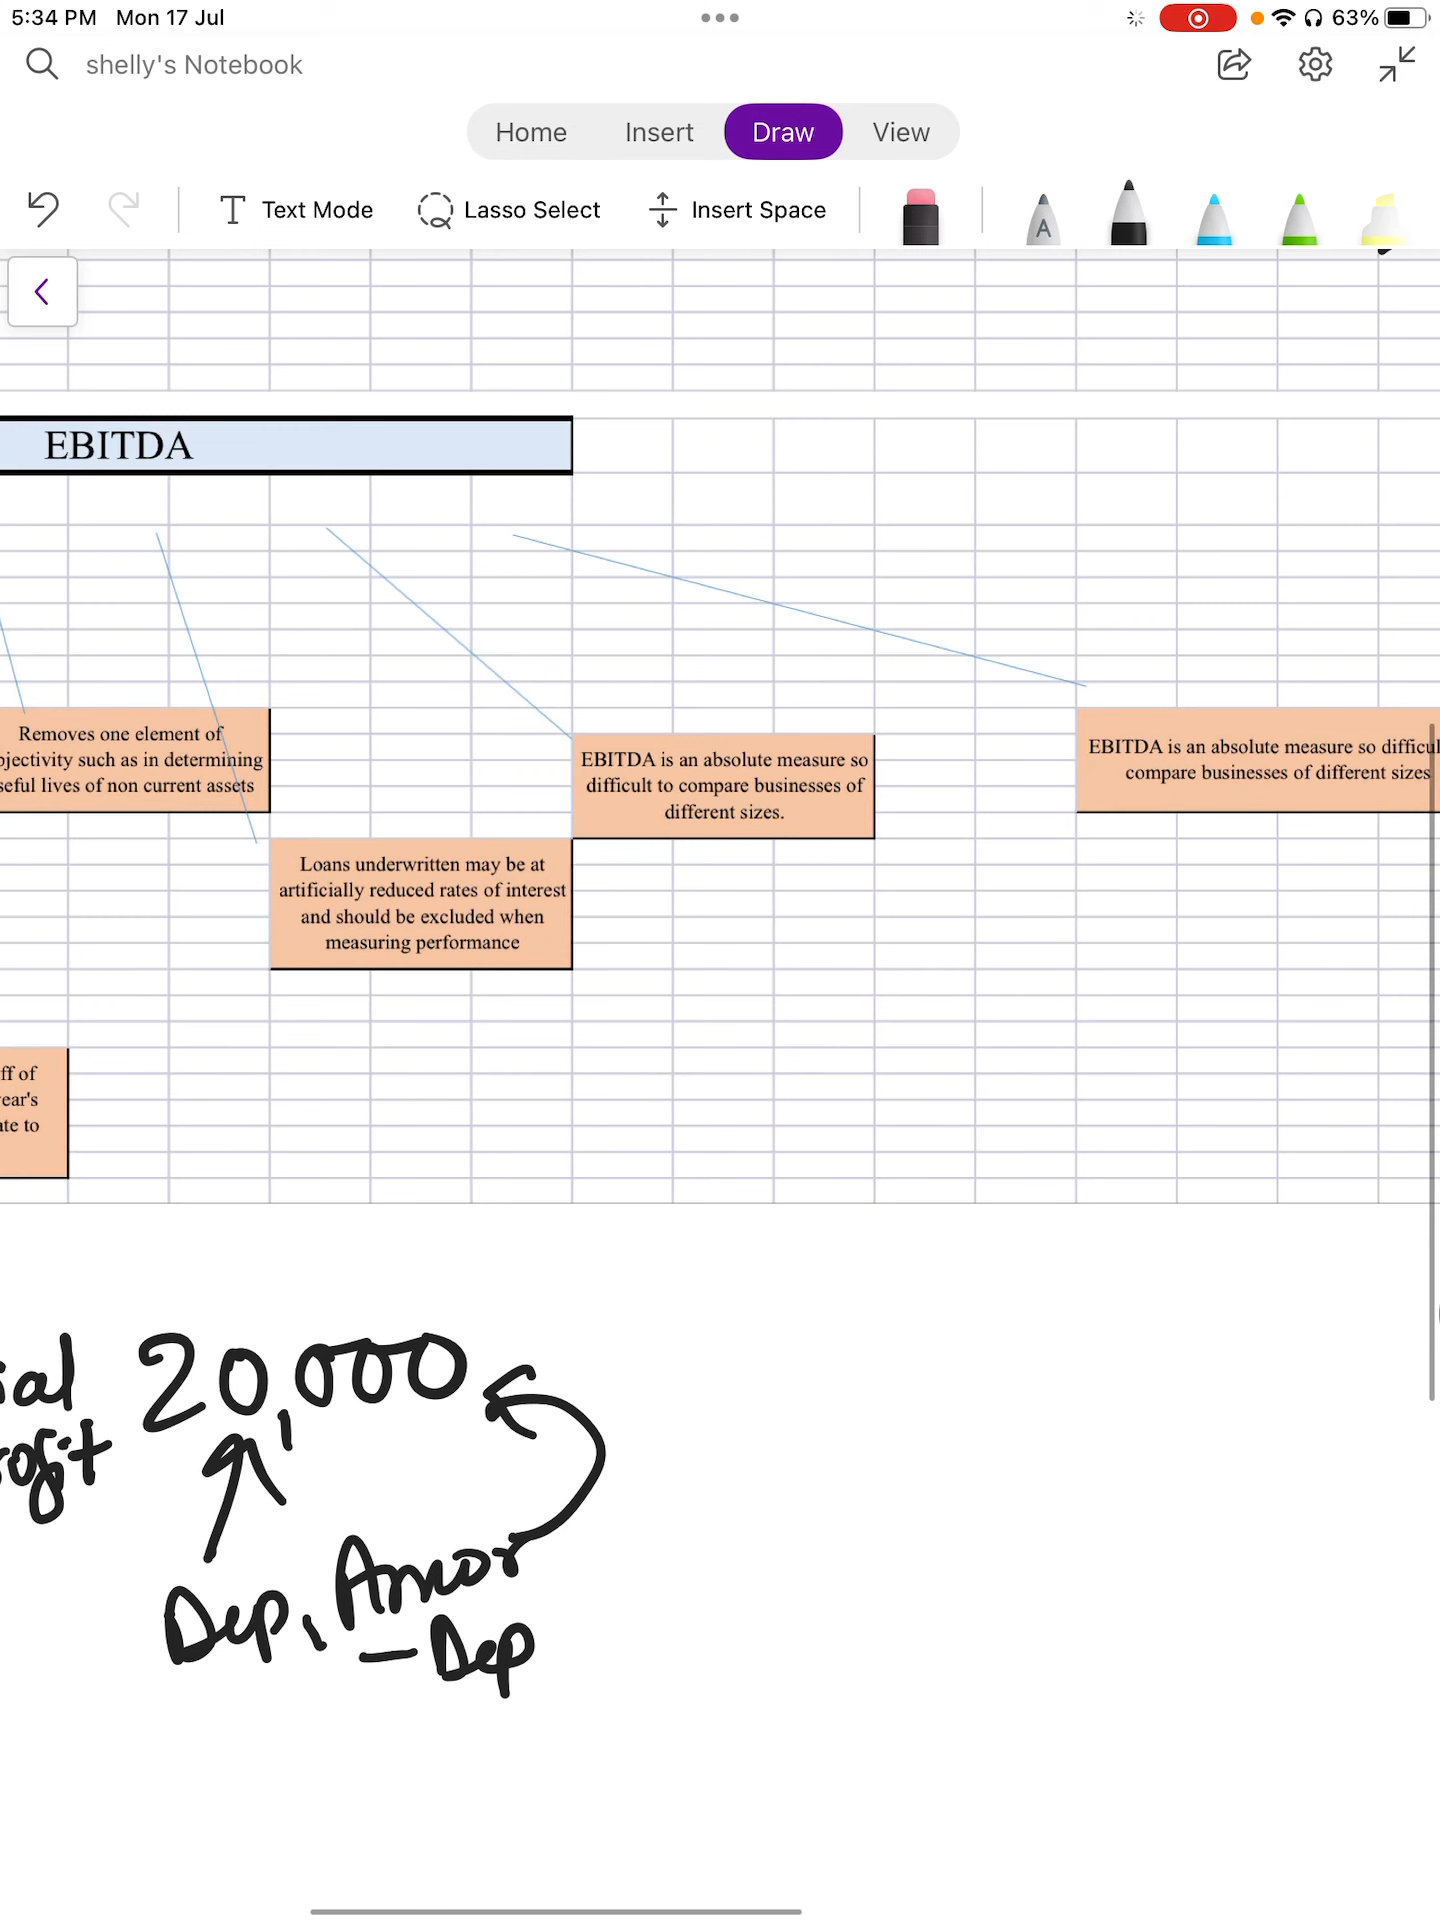 5:34 PM Mon 17 Jul
63%
shelly's Notebook
Home Insert Draw View
Text Mode Lasso Select Insert Space
A
EBITDA
Removes one element of
bjectivity such as in determining
seful lives of non current assets
EBITDA is an absolute measure so
difficult to compare businesses of
different sizes.
EBITDA is an absolute measure so difficul
compare businesses of different sizes
Loans underwritten may be at
artificially reduced rates of interest
and should be excluded when
measuring performance
ff of
ear's
ate to
ial 20,000
ofit
Dep, Amor
- Dep